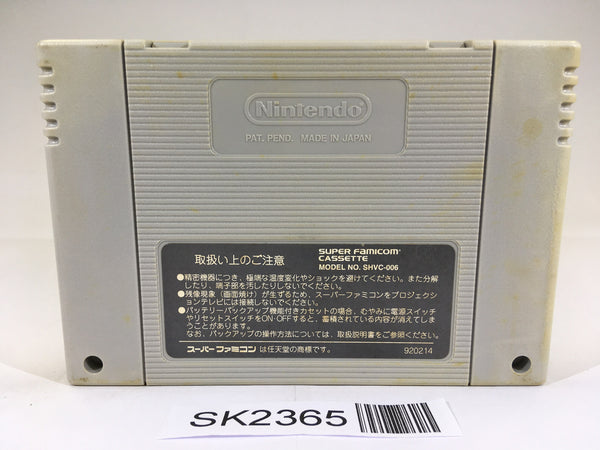 Nintendo
PAT. PEND. MADE IN JAPAN
取扱い上のご注意
SUPER FAMICOM
CASSETTE
MODEL NO. SHVC-006
●精密機器につき、極端な温度変化やショックを避けてください。また分解
したり、端子部を汚したりしないでください。
●残像現象（画面焼け）が生ずるため、スーパーファミコンをプロジェクシ
ョンテレビには接続しないでください。
●バッテリーバックアップ機能付きカセットの場合、むやみに電源スイッチ
やリセットスイッチをON・OFFすると、蓄積されている内容が消えてしま
うことがあります。
なお、バックアップの操作方法については、取扱説明書をご参照ください。
スーパーファミコン は任天堂の商標です。
920214
SK2365